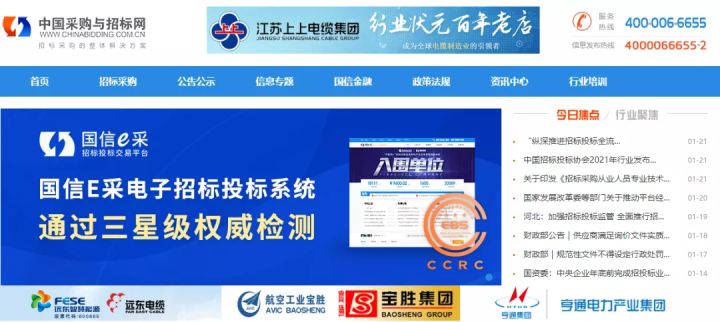 中国采购与招标网
WWW.CHINABIDDING.COM.CN
招标采购的整体解决方案
江苏上上电缆集团
JIANGSU SHANGSHANG CABLE GROUP
行业状元百年老店
成为全球电缆制造业的引领者
服务热线
400-006-6655
信息发布热线
4000066655-2
首页 招标采购 公告公示 信息专题 国信金融 政策法规 资讯中心 行业培训
国信e采
招标投标交易平台
国信E采电子招标投标系统
通过三星级权威检测
入围单位
EBS
CCRC
今日焦点 / 行业聚焦
“纵深推进招标投标全流... 01-21
中国招标投标协会2021年行业发布... 01-21
关于印发《招标采购从业人员专业技术... 01-21
国家发展改革委等部门关于推动平台经... 01-20
河北：加强招标投标监管 全面推行招... 01-19
财政部公告｜供应商满足询价文件实质... 01-18
财政部｜规范性文件不得设定行政处罚... 01-17
国资委：中央企业年底前完成招投标业... 01-14
FESE
远东智慧能源
股票代码:600869
远东电缆
FAR EAST CABLE
航空工业宝胜
AVIC BAOSHENG
宝胜集团
BAOSHENG GROUP
HTGD
亨通集团
亨通电力产业集团